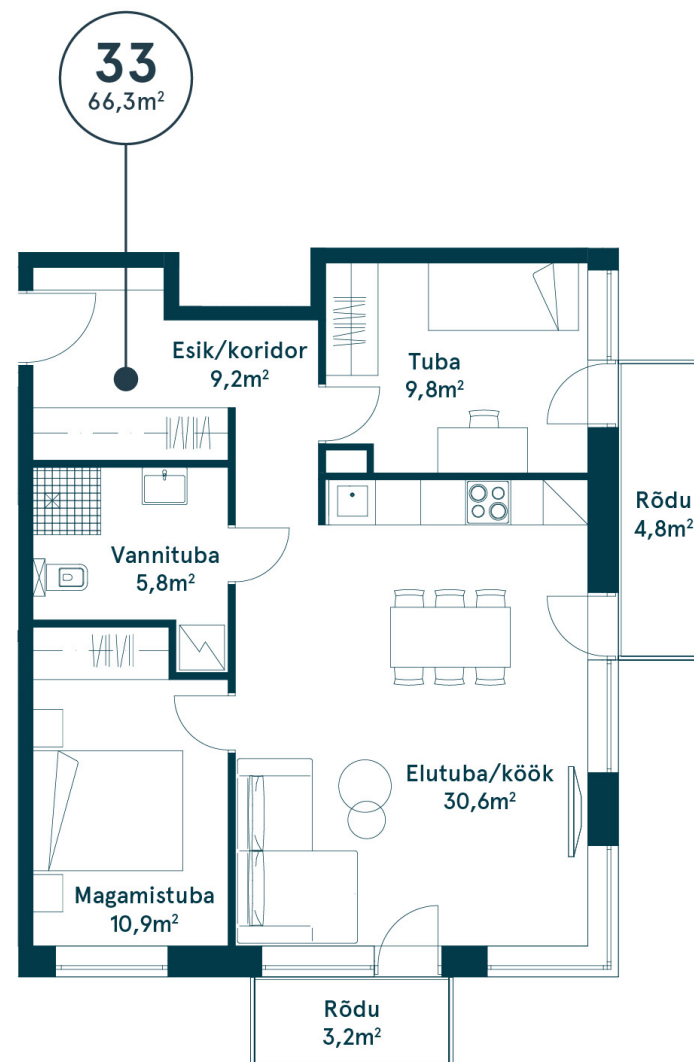 33
66,3m²
Esik/koridor
9,2m²
Tuba
9,8m²
Rõdu
4,8m²
Vannituba
5,8m²
Elutuba/köök
30,6m²
Magamistuba
10,9m²
Rõdu
3,2m²